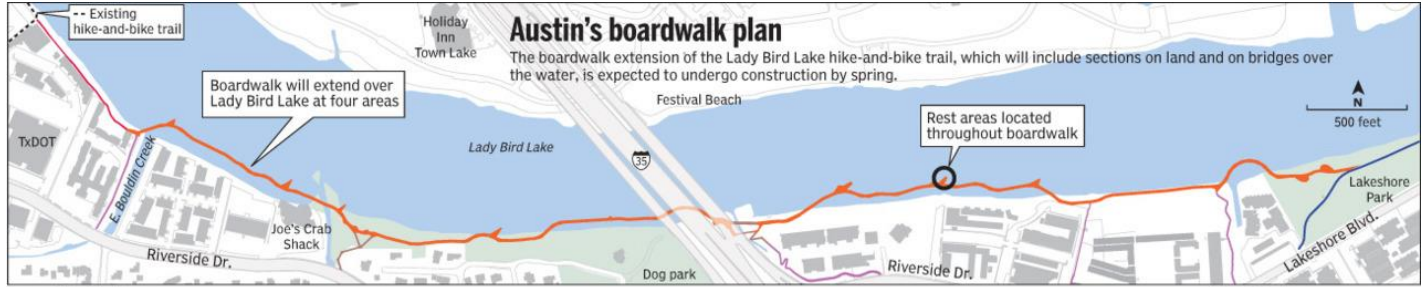 -- Existing
hike-and-bike trail
Holiday
Inn
Town Lake
Austin's boardwalk plan
The boardwalk extension of the Lady Bird Lake hike-and-bike trail, which will include sections on land and on bridges over
the water, is expected to undergo construction by spring.
Boardwalk will extend over
Lady Bird Lake at four areas
Festival Beach
Rest areas located
throughout boardwalk
N
500 feet
TxDOT
Lady Bird Lake
35
E. Bouldin Creek
Joe's Crab
Shack
Riverside Dr.
Dog park
Riverside Dr.
Lakeshore
Park
Lakeshore Blvd.